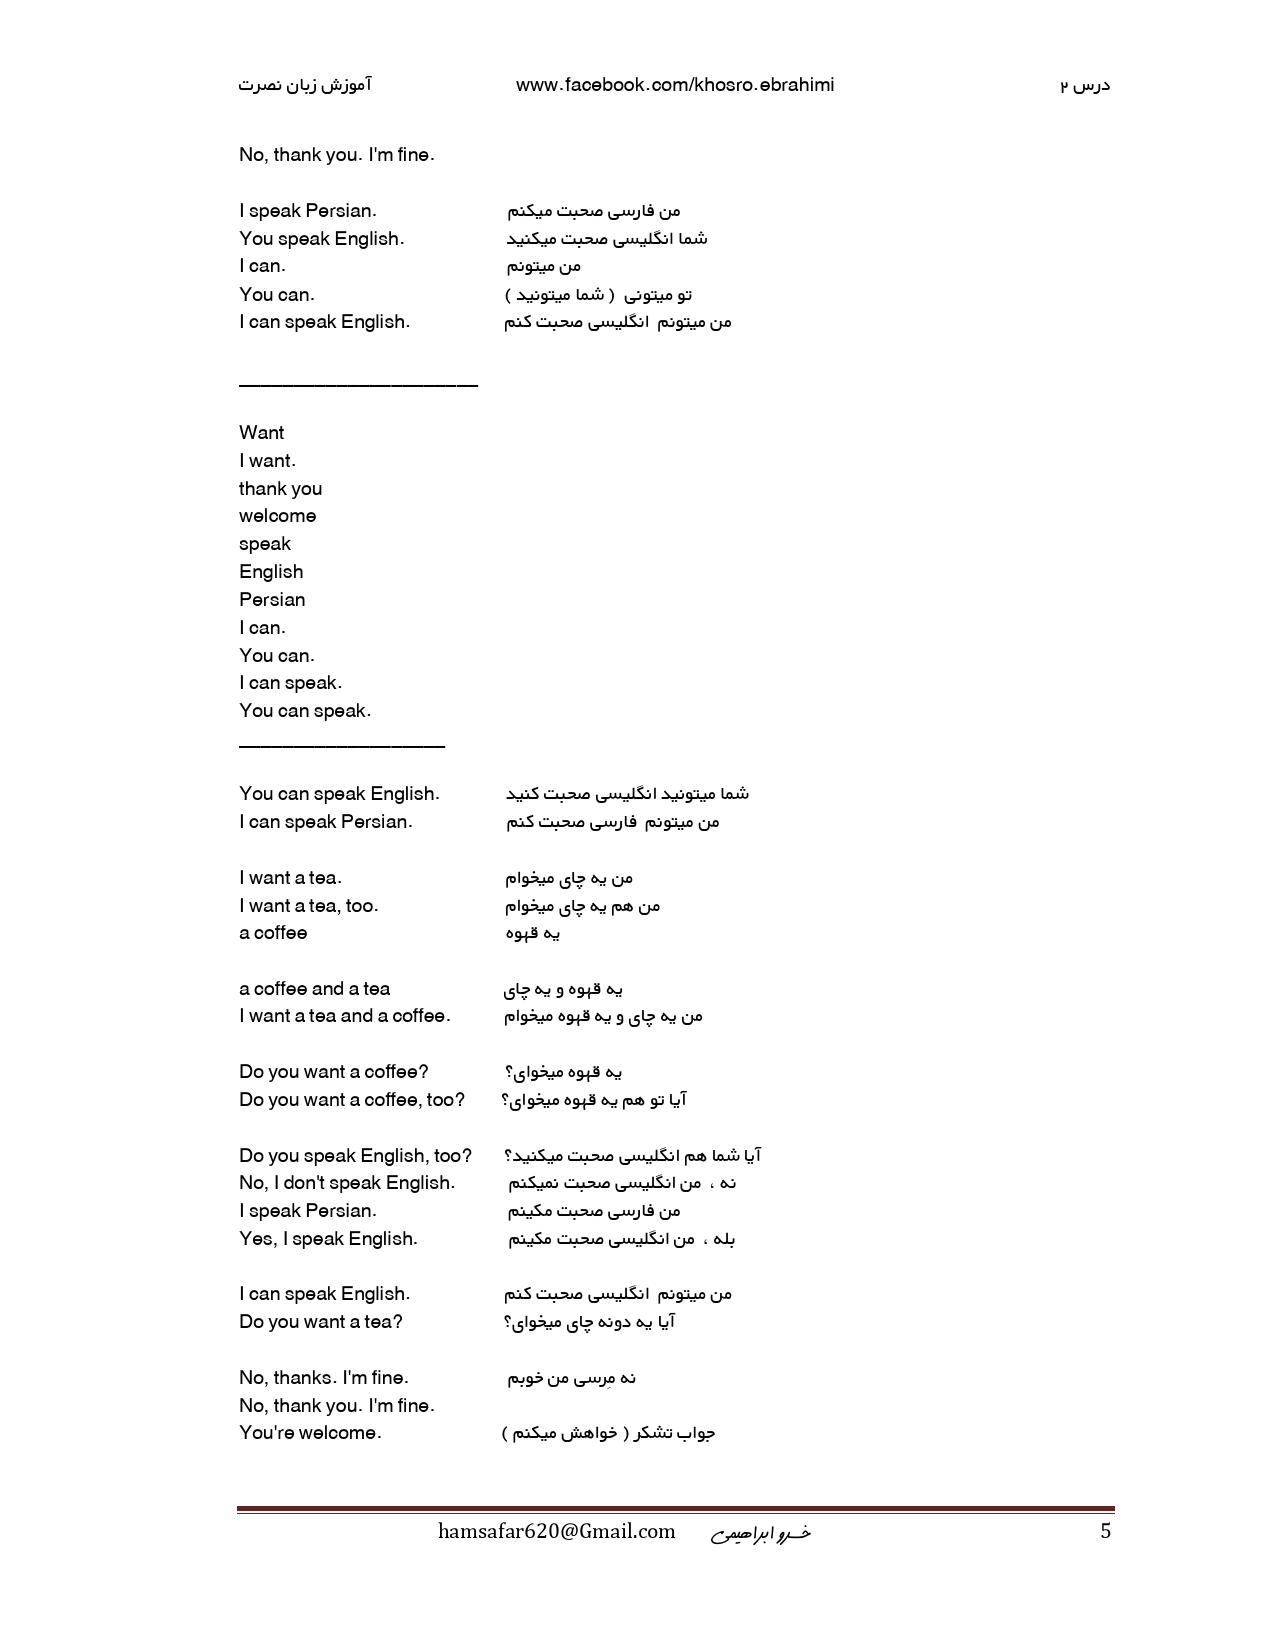 آموزش زبان نصرت www.facebook.com/khosro.ebrahimi درس ۲
No, thank you. I'm fine.
I speak Persian. من فارسی صحبت میکنم
You speak English. شما انگلیسی صحبت میکنید
I can. من میتونم
You can. تو میتونی ( شما میتونید )
I can speak English. من میتونم انگلیسی صحبت کنم
______________________
Want
I want.
thank you
welcome
speak
English
Persian
I can.
You can.
I can speak.
You can speak.
___________________
You can speak English. شما میتونید انگلیسی صحبت کنید
I can speak Persian. من میتونم فارسی صحبت کنم
I want a tea. من یه چای میخوام
I want a tea, too. من هم یه چای میخوام
a coffee یه قهوه
a coffee and a tea یه قهوه و یه چای
I want a tea and a coffee. من یه چای و یه قهوه میخوام
Do you want a coffee? یه قهوه میخوای؟
Do you want a coffee, too? آیا تو هم یه قهوه میخوای؟
Do you speak English, too? آیا شما هم انگلیسی صحبت میکنید؟
No, I don't speak English. نه ، من انگلیسی صحبت نمیکنم
I speak Persian. من فارسی صحبت مکینم
Yes, I speak English. بله ، من انگلیسی صحبت مکینم
I can speak English. من میتونم انگلیسی صحبت کنم
Do you want a tea? آیا یه دونه چای میخوای؟
No, thanks. I'm fine. نه مِرسی من خوبم
No, thank you. I'm fine.
You're welcome. جواب تشکر ( خواهش میکنم )
hamsafar620@Gmail.com خسرو ابراهیمی 5